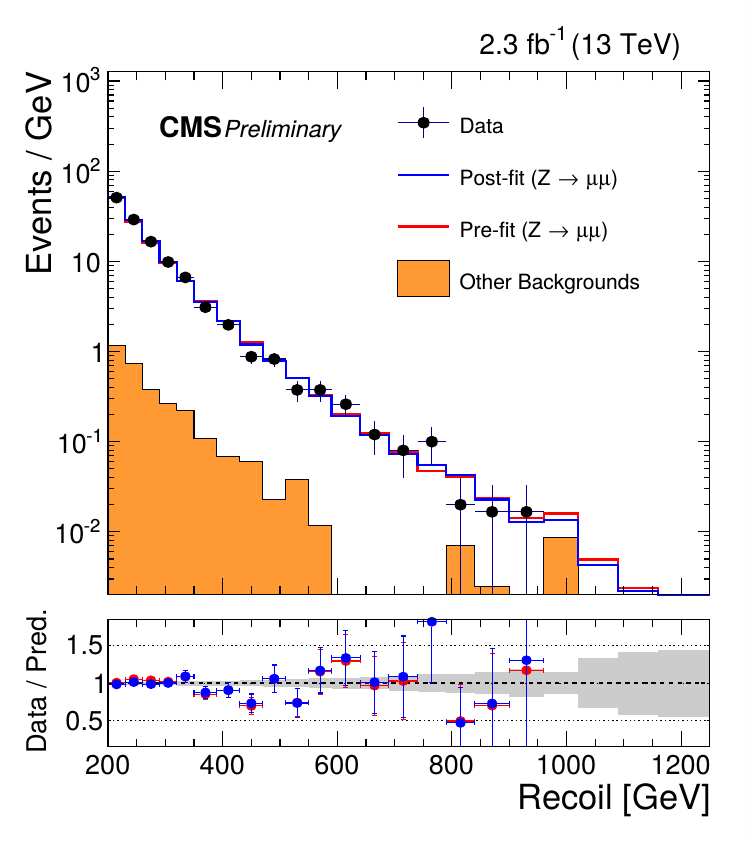 2.3 fb-1 (13 TeV)
Events / GeV
CMS Preliminary
Data
Post-fit (Z → μμ)
Pre-fit (Z → μμ)
Other Backgrounds
103
102
10
1
10-1
10-2
Data / Pred.
1.5
1
0.5
200 400 600 800 1000 1200
Recoil [GeV]